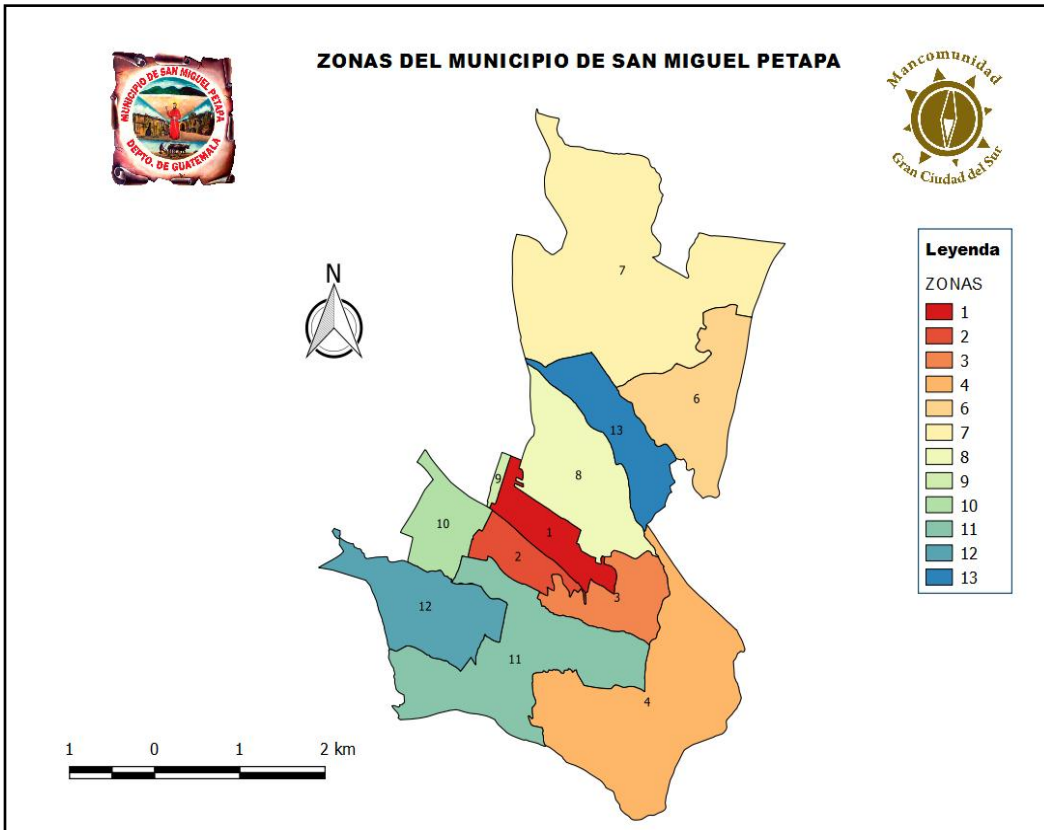 ZONAS DEL MUNICIPIO DE SAN MIGUEL PETAPA
MUNICIPIO DE SAN MIGUEL PETAPA
DEPTO. DE GUATEMALA
Mancomunidad
Gran Ciudad del Sur
N
7
6
13
8
9
1
10
2
3
12
11
4
Leyenda
ZONAS
1
2
3
4
6
7
8
9
10
11
12
13
1 0 1 2 km